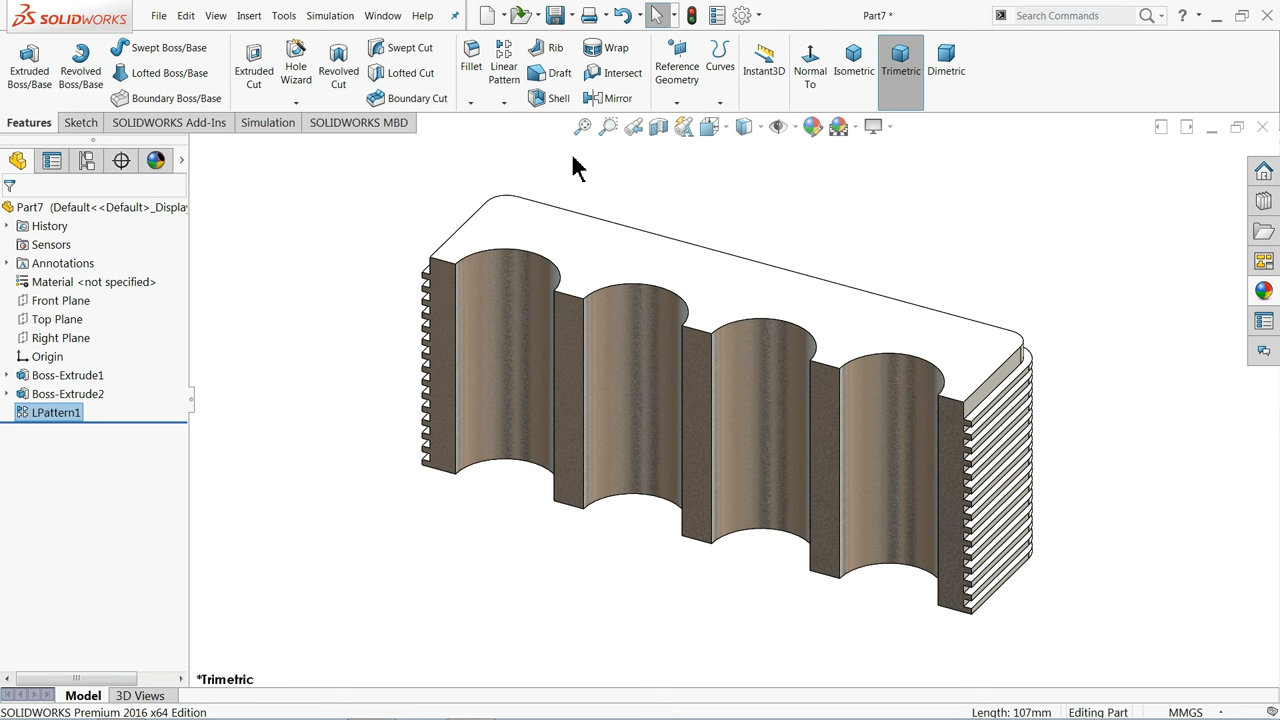 SOLIDWORKS File Edit View Insert Tools Simulation Window Help Part7 * Search Commands ?
Extruded Boss/Base
Revolved Boss/Base
Swept Boss/Base
Lofted Boss/Base
Boundary Boss/Base
Extruded Cut
Hole Wizard
Revolved Cut
Swept Cut
Lofted Cut
Boundary Cut
Fillet
Linear Pattern
Rib
Draft
Shell
Wrap
Intersect
Mirror
Reference Geometry
Curves
Instant3D
Normal To
Isometric
Trimetric
Dimetric
Features Sketch SOLIDWORKS Add-Ins Simulation SOLIDWORKS MBD
Part7 (Default<<Default>_Display
History
Sensors
Annotations
Material <not specified>
Front Plane
Top Plane
Right Plane
Origin
Boss-Extrude1
Boss-Extrude2
LPattern1
*Trimetric
Model 3D Views
SOLIDWORKS Premium 2016 x64 Edition Length: 107mm Editing Part MMGS